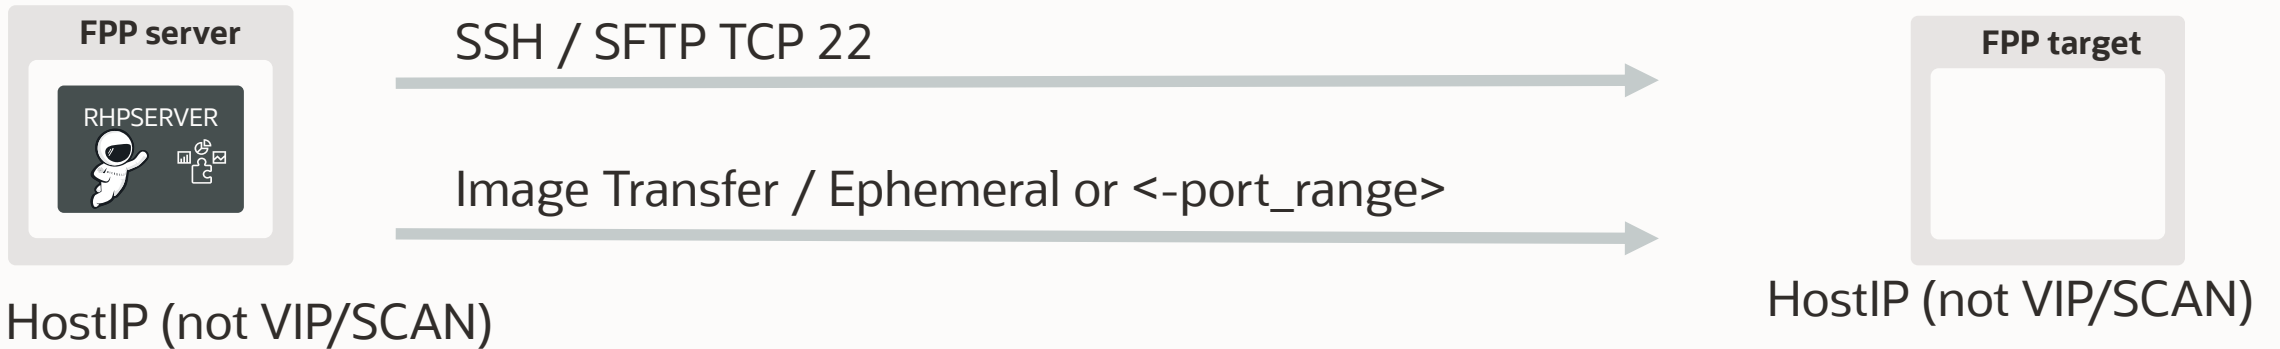 FPP server
RHPSERVER
HostIP (not VIP/SCAN)
SSH / SFTP TCP 22
Image Transfer / Ephemeral or <-port_range>
FPP target
HostIP (not VIP/SCAN)